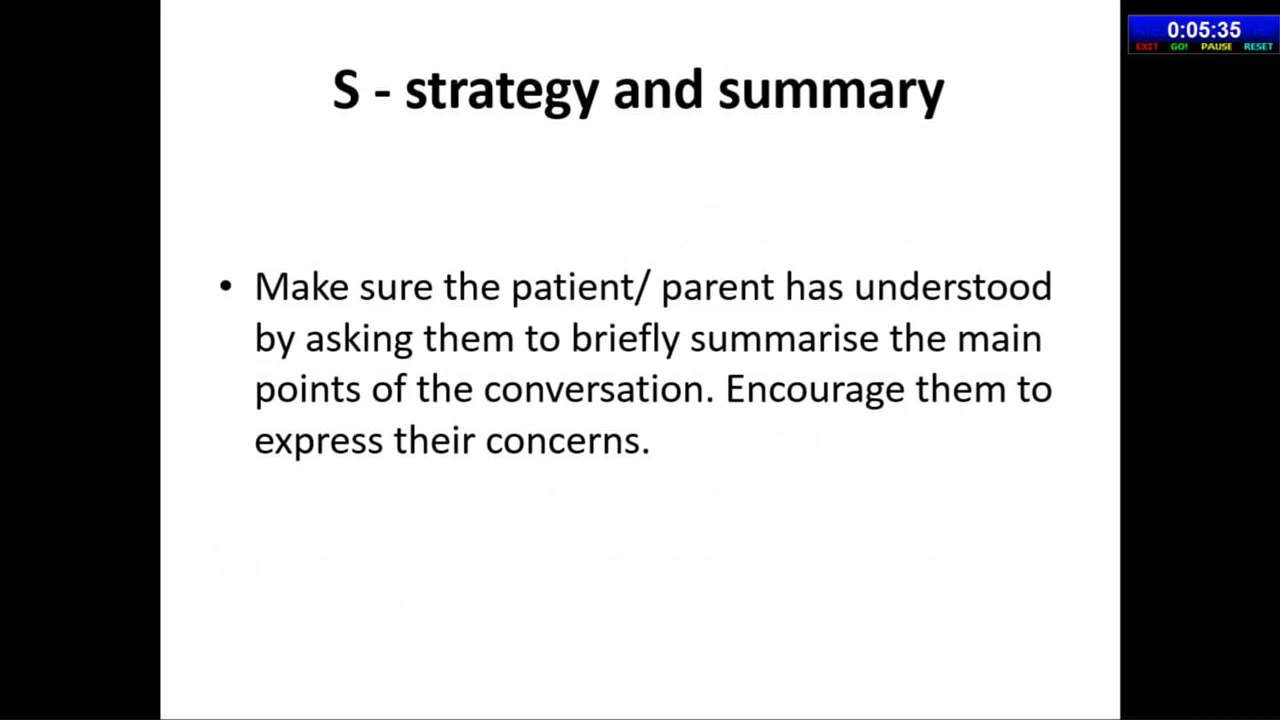 0:05:35
EXIT GO! PAUSE RESET
S - strategy and summary
• Make sure the patient/ parent has understood
by asking them to briefly summarise the main
points of the conversation. Encourage them to
express their concerns.